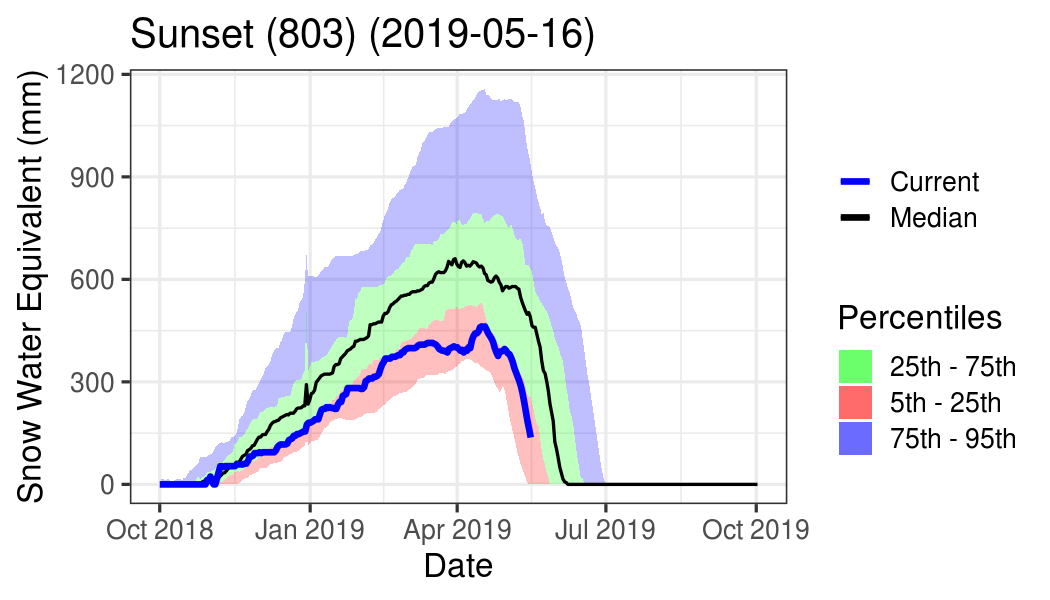 Sunset (803) (2019-05-16)
Snow Water Equivalent (mm)
1200
900
600
300
0
Oct 2018
Jan 2019
Apr 2019
Jul 2019
Oct 2019
Date
Current
Median
Percentiles
25th - 75th
5th - 25th
75th - 95th